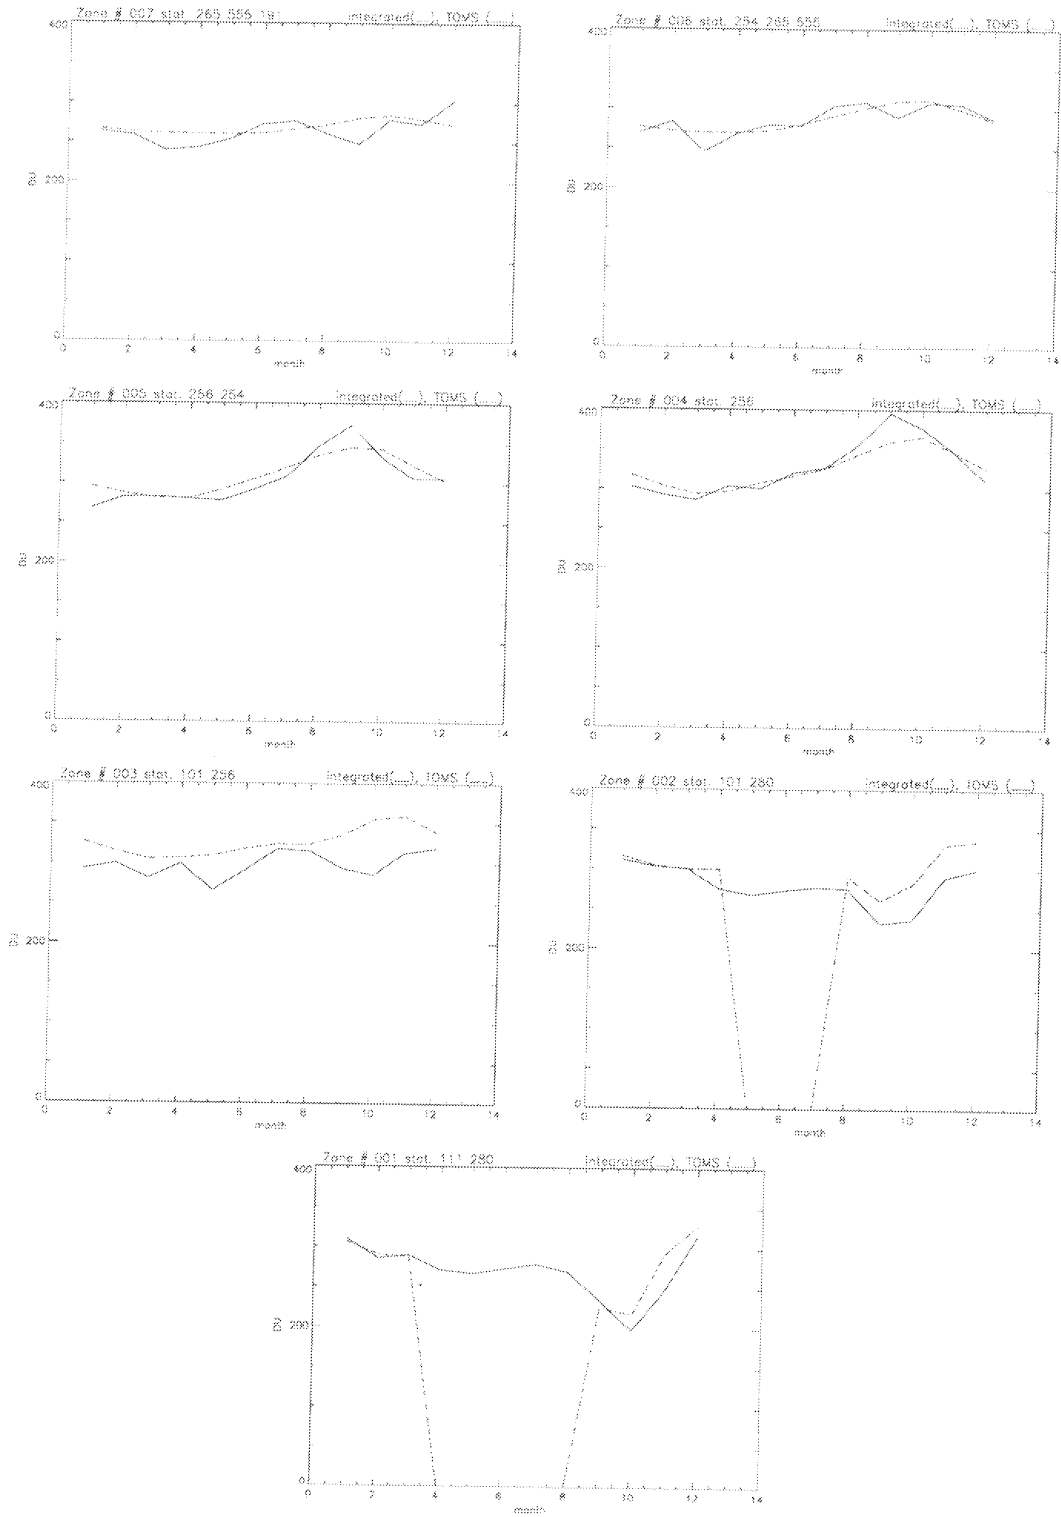 Zone # 007 stat. 265 555 191 integrated(....), TOMS (....)
400
200
0
DU
0 2 4 6 8 10 12 14
month
Zone # 006 stat. 254 265 555 integrated(....), TOMS (....)
400
200
0
DU
0 2 4 6 8 10 12 14
month
Zone # 005 stat. 256 254 integrated(....), TOMS (....)
400
200
0
DU
0 2 4 6 8 10 12 14
month
Zone # 004 stat. 256 integrated(....), TOMS (....)
400
200
0
DU
0 2 4 6 8 10 12 14
month
Zone # 003 stat. 101 256 integrated(....), TOMS (....)
400
200
0
DU
0 2 4 6 8 10 12 14
month
Zone # 002 stat. 101 280 integrated(....), TOMS (....)
400
200
0
DU
0 2 4 6 8 10 12 14
month
Zone # 001 stat. 111 280 integrated(....), TOMS (....)
400
200
0
DU
0 2 4 6 8 10 12 14
month